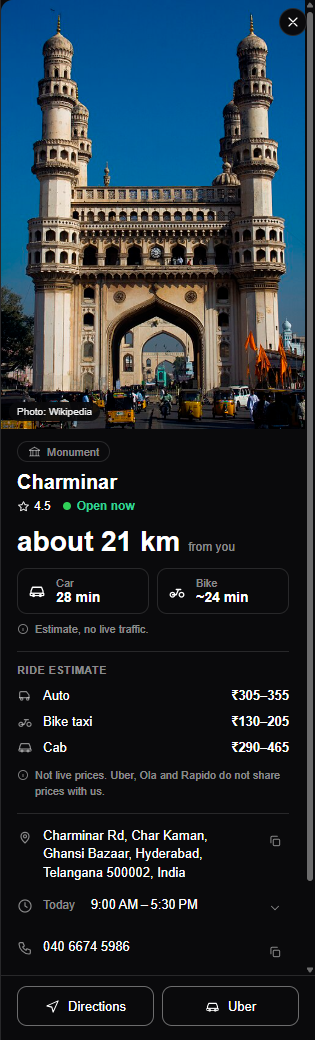 Photo: Wikipedia
Monument
Charminar
4.5 Open now
about 21 km from you
Car
28 min
Bike
~24 min
Estimate, no live traffic.
RIDE ESTIMATE
Auto ₹305–355
Bike taxi ₹130–205
Cab ₹290–465
Not live prices. Uber, Ola and Rapido do not share
prices with us.
Charminar Rd, Char Kaman,
Ghansi Bazaar, Hyderabad,
Telangana 500002, India
Today 9:00 AM – 5:30 PM
040 6674 5986
Directions
Uber